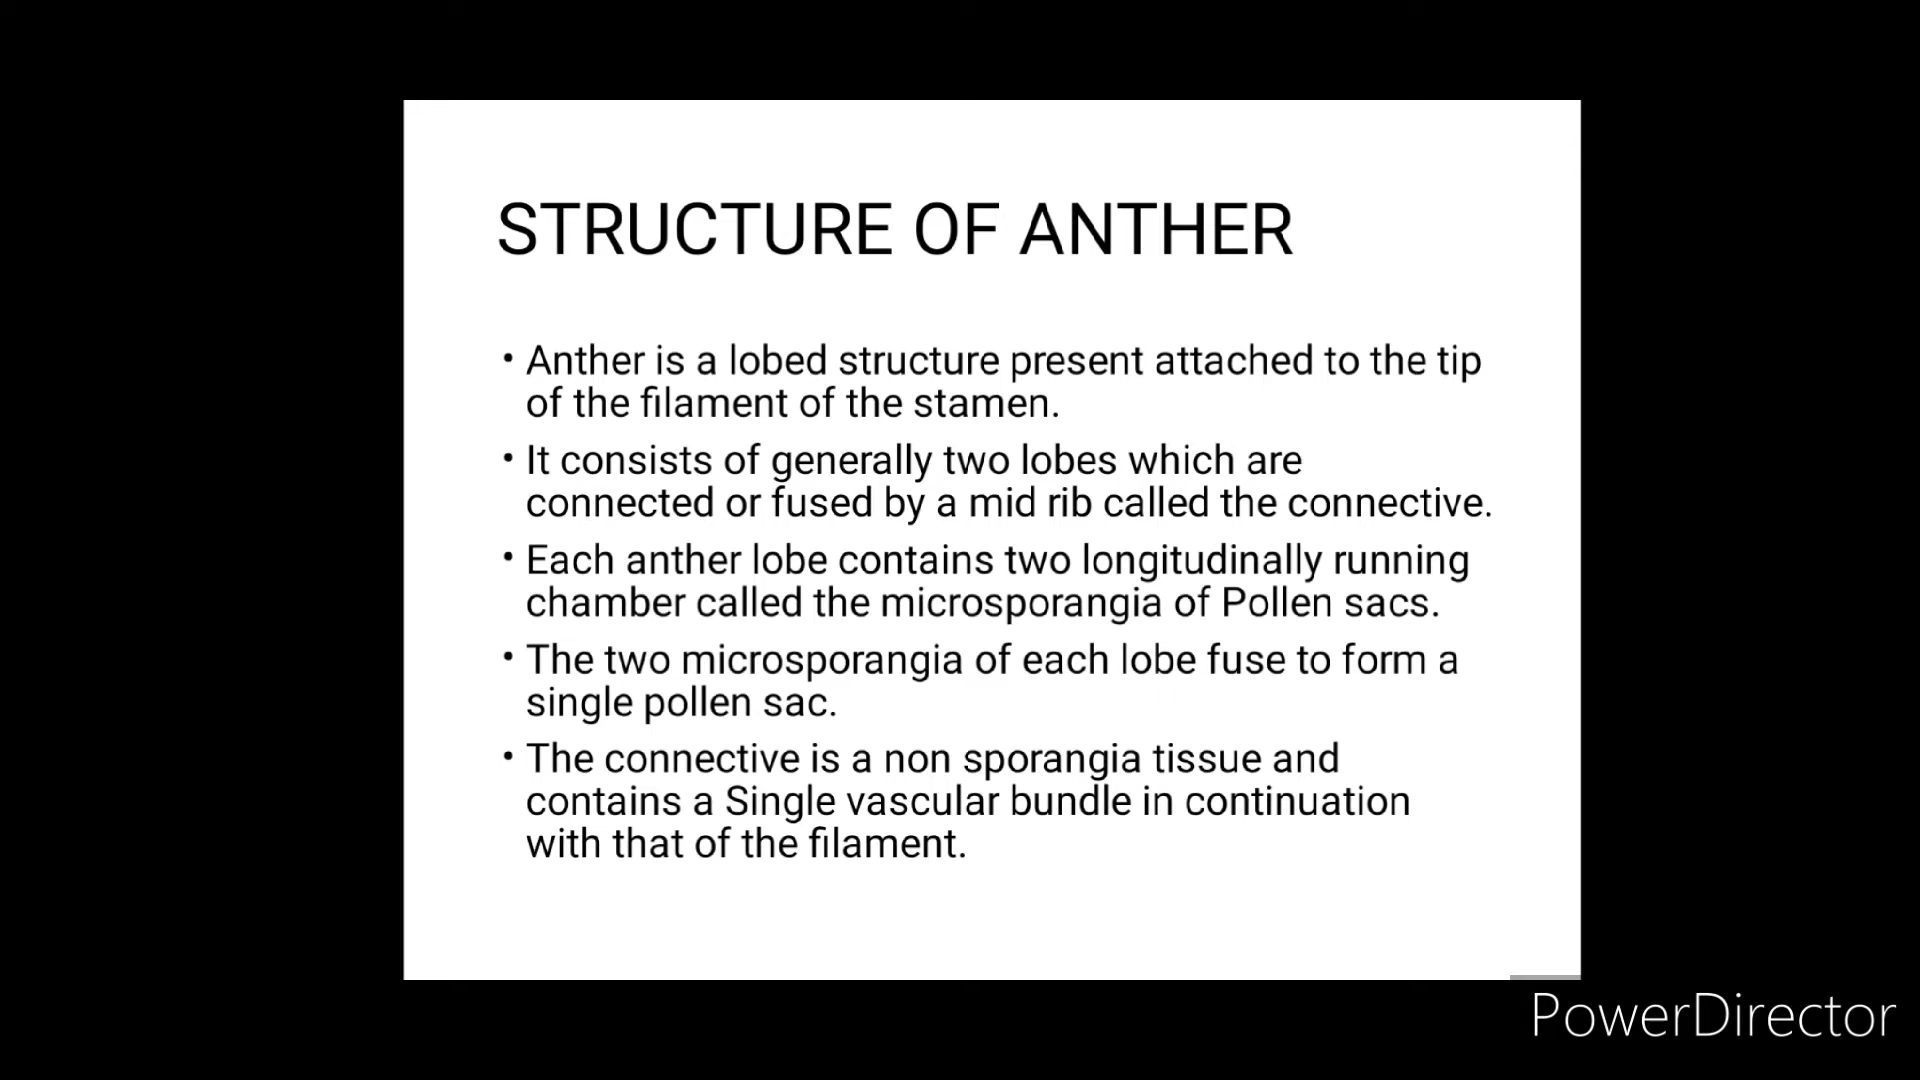 STRUCTURE OF ANTHER
• Anther is a lobed structure present attached to the tip
of the filament of the stamen.
• It consists of generally two lobes which are
connected or fused by a mid rib called the connective.
• Each anther lobe contains two longitudinally running
chamber called the microsporangia of Pollen sacs.
• The two microsporangia of each lobe fuse to form a
single pollen sac.
• The connective is a non sporangia tissue and
contains a Single vascular bundle in continuation
with that of the filament.
PowerDirector